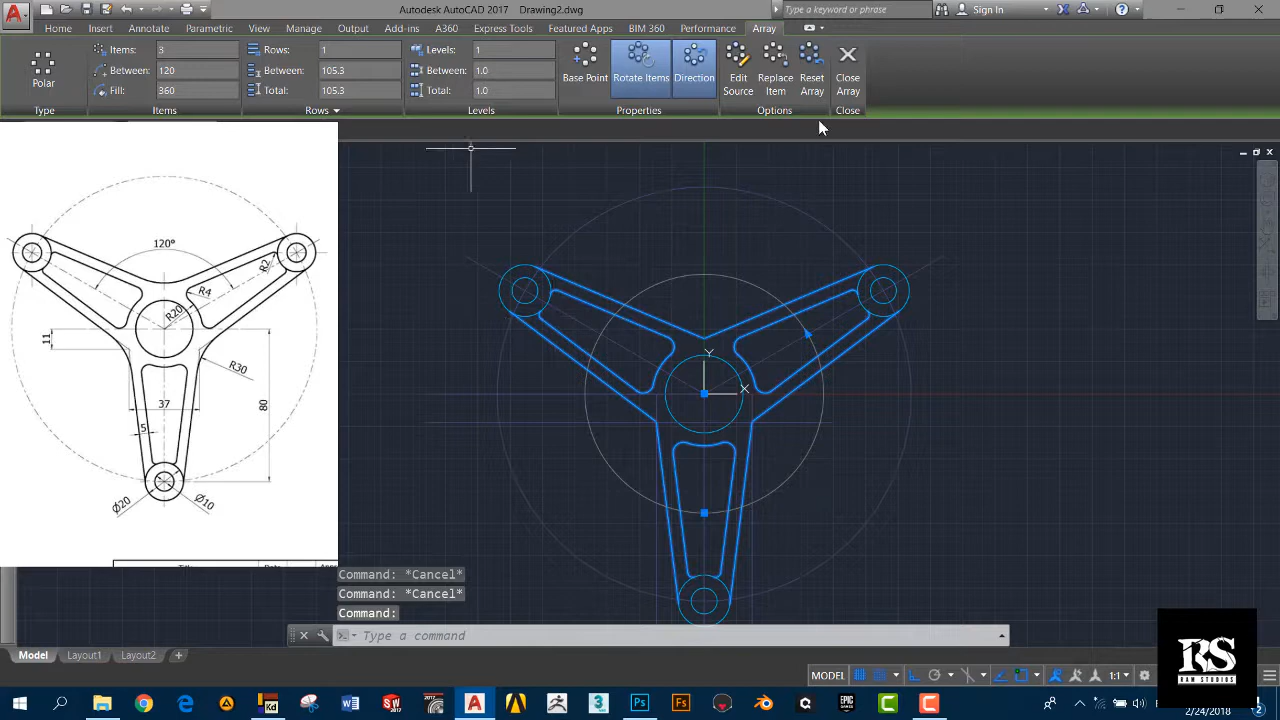 Autodesk AutoCAD 2017 Drawing2.dwg
Type a keyword or phrase
Sign In
Home Insert Annotate Parametric View Manage Output Add-ins A360 Express Tools Featured Apps BIM 360 Performance Array
Items: 3
Rows: 1
Levels: 1
Between: 120
Between: 105.3
Between: 1.0
Fill: 360
Total: 105.3
Total: 1.0
Polar
Base Point
Rotate Items
Direction
Edit Source
Replace Item
Reset Array
Close Array
Type Items Rows Levels Properties Options Close
120°
R2
R4
R20
11
R30
37
80
5
Ø20
Ø10
Title
Y
X
Command: *Cancel*
Command: *Cancel*
Command:
Type a command
Model Layout1 Layout2 +
MODEL
1:1
RS
RAM STUDIOS
2/24/2018
2